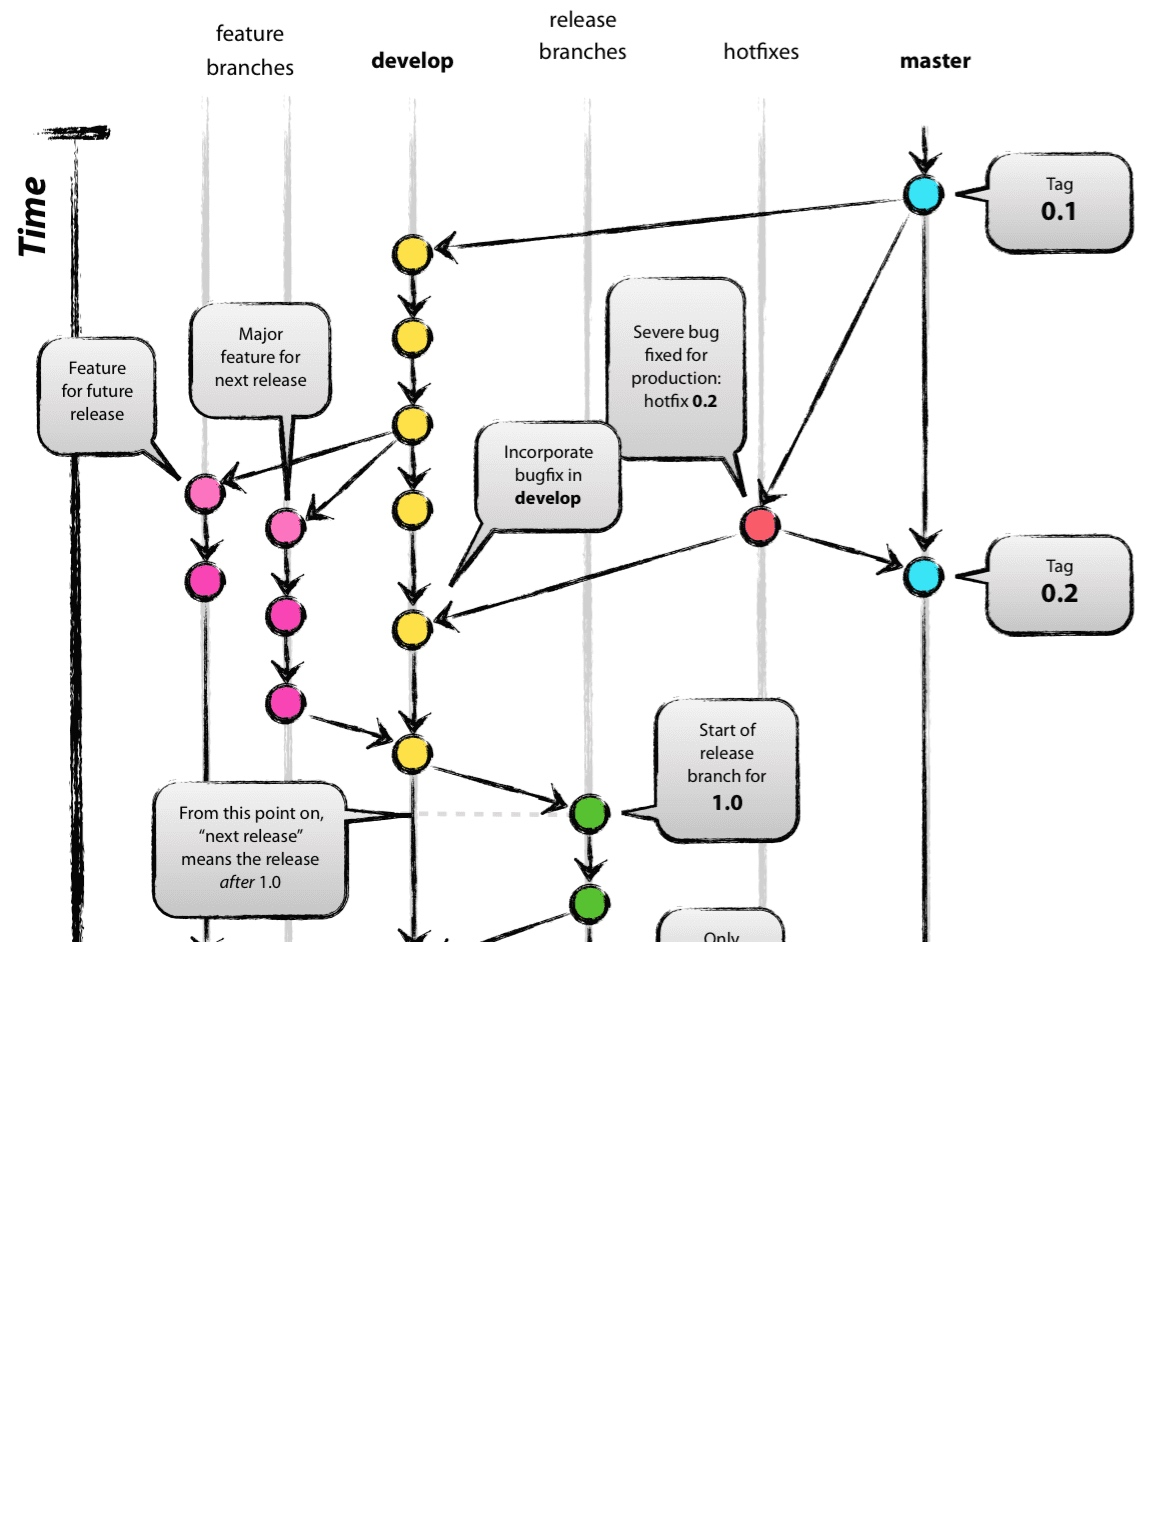 feature
branches
develop
release
branches
hotfixes
master
Time
Tag
0.1
Major
feature for
next release
Feature
for future
release
Severe bug
fixed for
production:
hotfix 0.2
Incorporate
bugfix in
develop
Tag
0.2
Start of
release
branch for
1.0
From this point on,
“next release”
means the release
after 1.0
Only